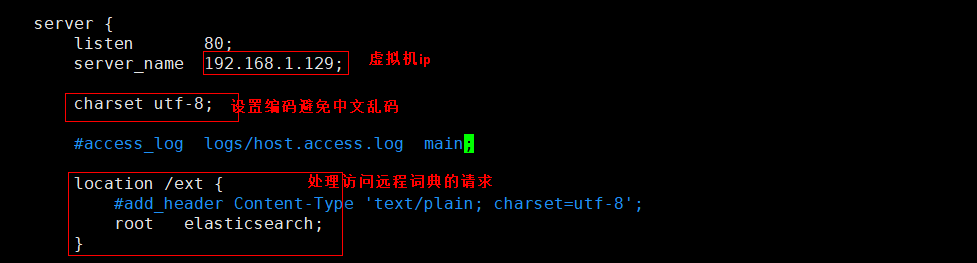 server {
listen 80;
server_name 192.168.1.129; 虚拟机ip
charset utf-8; 设置编码避免中文乱码
#access_log logs/host.access.log main;
location /ext { 处理访问远程词典的请求
#add_header Content-Type 'text/plain; charset=utf-8';
root elasticsearch;
}